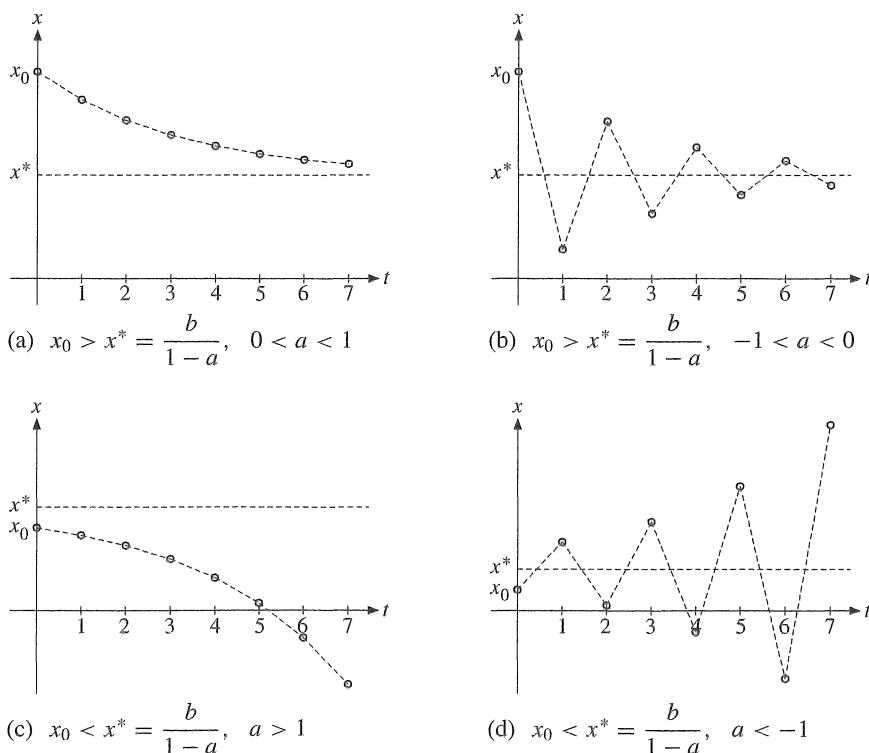 x
x₀
x*
t
1 2 3 4 5 6 7
(a) x₀ > x* = b/(1 − a), 0 < a < 1
x
x₀
x*
t
1 2 3 4 5 6 7
(b) x₀ > x* = b/(1 − a), −1 < a < 0
x
x*
x₀
t
1 2 3 4 5 6 7
(c) x₀ < x* = b/(1 − a), a > 1
x
x*
x₀
t
1 2 3 4 5 6 7
(d) x₀ < x* = b/(1 − a), a < −1